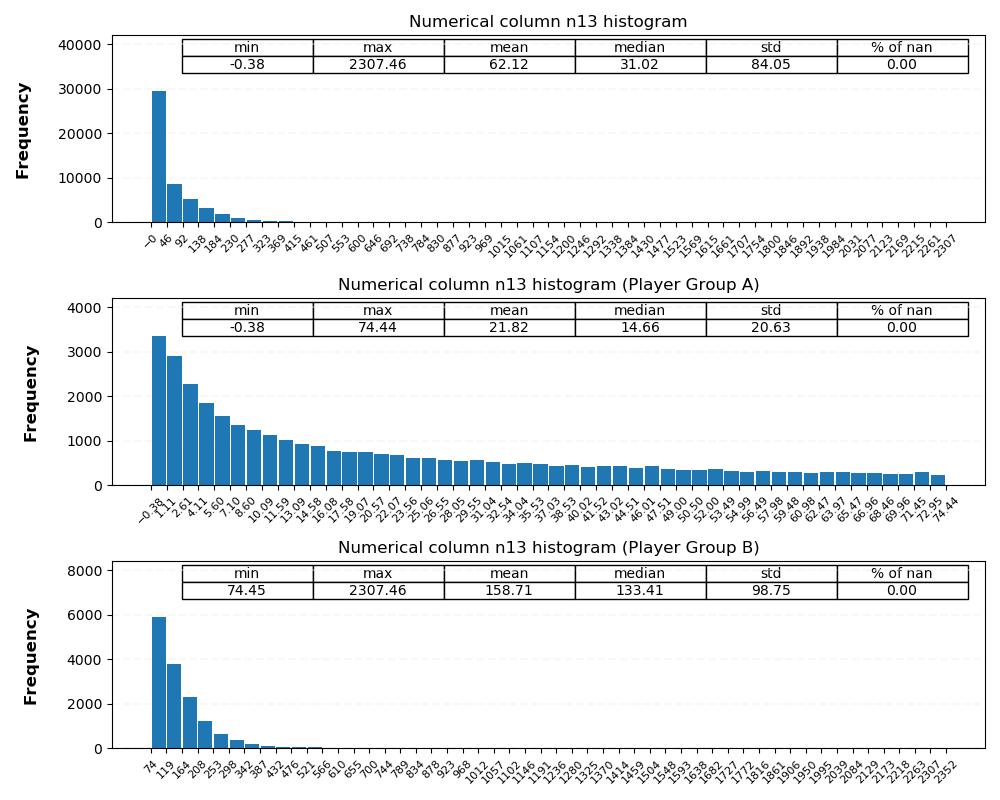 Numerical column n13 histogram
min max mean median std % of nan
-0.38 2307.46 62.12 31.02 84.05 0.00
Frequency
40000
30000
20000
10000
0
−0 46 92 138 184 230 277 323 369 415 461 507 553 600 646 692 738 784 830 877 923 969 1015 1061 1107 1154 1200 1246 1292 1338 1384 1430 1477 1523 1569 1615 1661 1707 1754 1800 1846 1892 1938 1984 2031 2077 2123 2169 2215 2261 2307
Numerical column n13 histogram (Player Group A)
min max mean median std % of nan
-0.38 74.44 21.82 14.66 20.63 0.00
Frequency
4000
3000
2000
1000
0
−0.38 1.11 2.61 4.11 5.60 7.10 8.60 10.09 11.59 13.09 14.58 16.08 17.58 19.07 20.57 22.07 23.56 25.06 26.55 28.05 29.55 31.04 32.54 34.04 35.53 37.03 38.53 40.02 41.52 43.02 44.51 46.01 47.51 49.00 50.50 52.00 53.49 54.99 56.49 57.98 59.48 60.98 62.47 63.97 65.47 66.96 68.46 69.96 71.45 72.95 74.44
Numerical column n13 histogram (Player Group B)
min max mean median std % of nan
74.45 2307.46 158.71 133.41 98.75 0.00
Frequency
8000
6000
4000
2000
0
74 119 164 208 253 298 342 387 432 476 521 566 610 655 700 744 789 834 878 923 968 1012 1057 1102 1146 1191 1236 1280 1325 1370 1414 1459 1504 1548 1593 1638 1682 1727 1772 1816 1861 1906 1950 1995 2039 2084 2129 2173 2218 2263 2307 2352